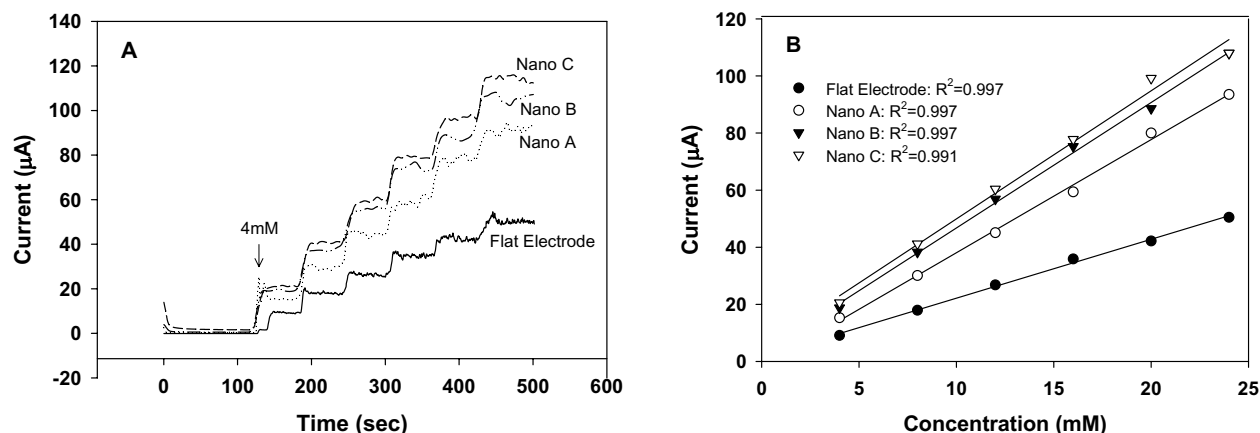 A
Current (μA)
120
100
80
60
40
20
0
-20
Nano C
Nano B
Nano A
4mM
Flat Electrode
0 100 200 300 400 500 600
Time (sec)
B
Current (μA)
120
100
80
60
40
20
0
Flat Electrode: R²=0.997
Nano A: R²=0.997
Nano B: R²=0.997
Nano C: R²=0.991
0 5 10 15 20 25
Concentration (mM)